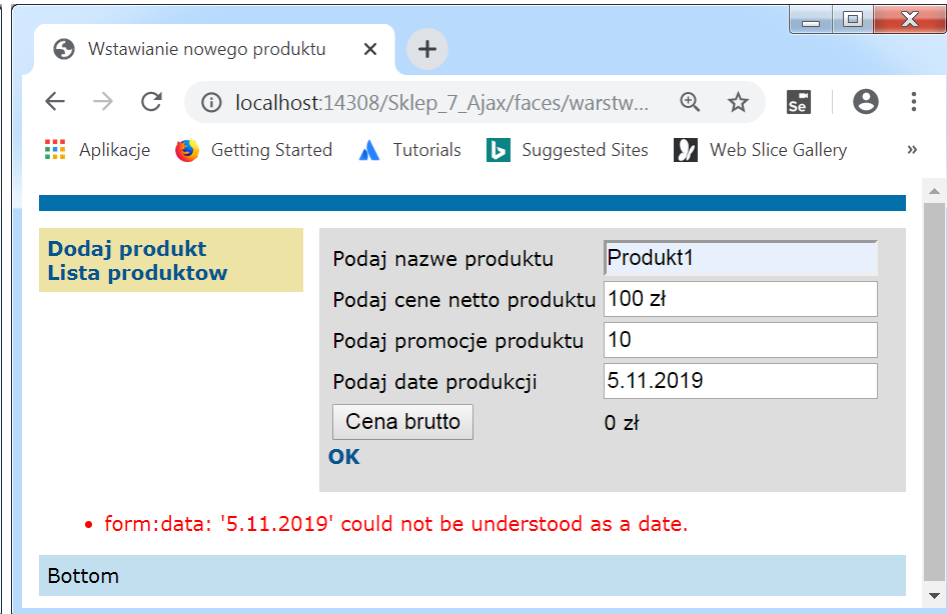 Wstawianie nowego produktu
localhost:14308/Sklep_7_Ajax/faces/warstw...
Se
Aplikacje Getting Started Tutorials Suggested Sites Web Slice Gallery »
Dodaj produkt
Lista produktow
Podaj nazwe produktu Produkt1
Podaj cene netto produktu 100 zł
Podaj promocje produktu 10
Podaj date produkcji 5.11.2019
Cena brutto 0 zł
OK
• form:data: '5.11.2019' could not be understood as a date.
Bottom